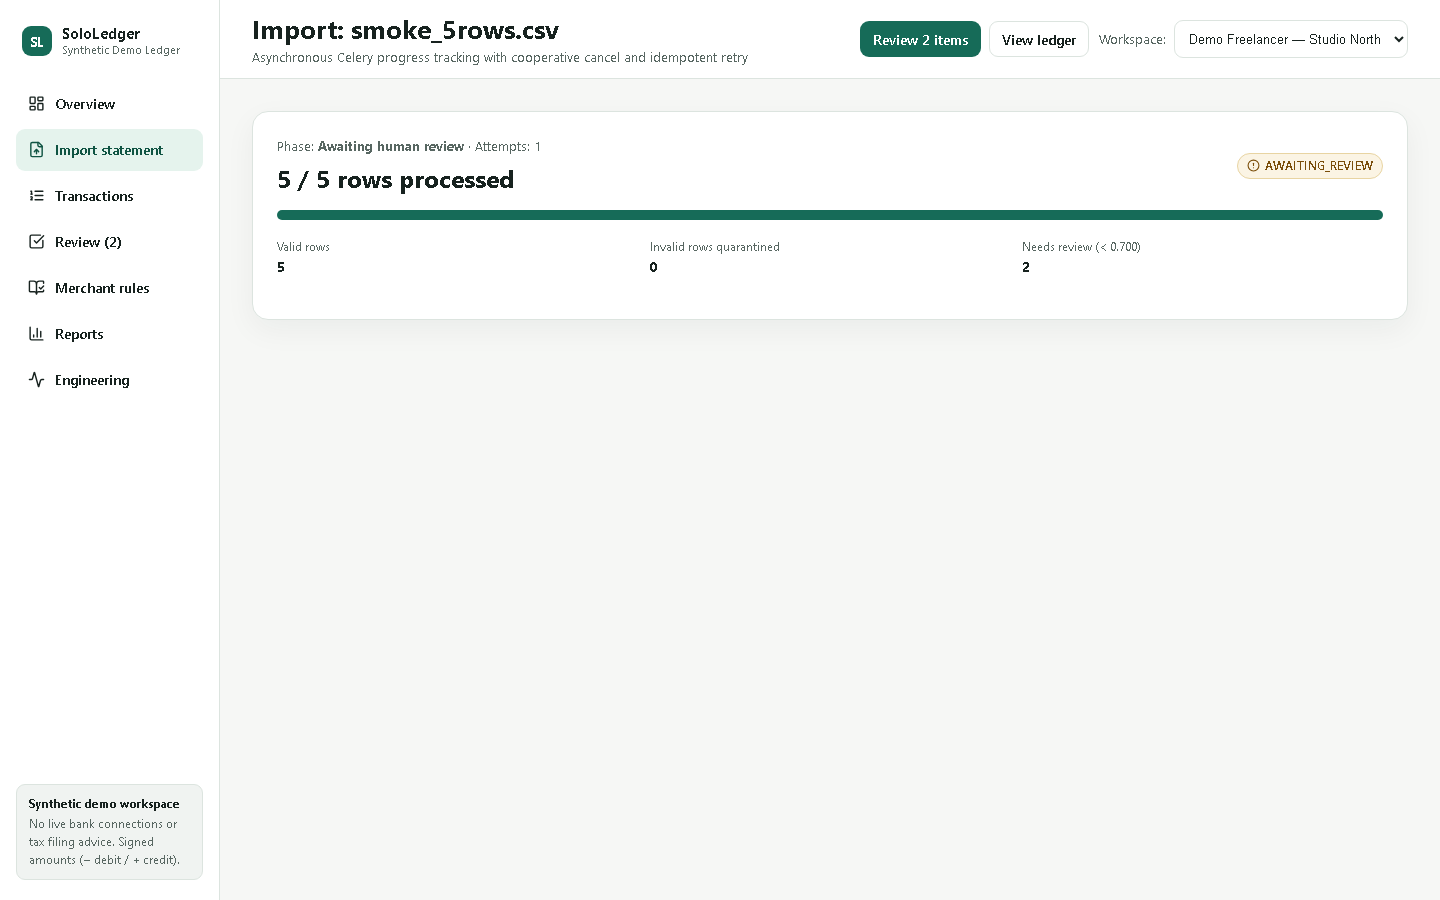 SL
SoloLedger
Synthetic Demo Ledger
Overview
Import statement
Transactions
Review (2)
Merchant rules
Reports
Engineering
Synthetic demo workspace
No live bank connections or
tax filing advice. Signed
amounts (− debit / + credit).
Import: smoke_5rows.csv
Asynchronous Celery progress tracking with cooperative cancel and idempotent retry
Review 2 items
View ledger
Workspace:
Demo Freelancer — Studio North
Phase: Awaiting human review · Attempts: 1
5 / 5 rows processed
AWAITING_REVIEW
Valid rows
5
Invalid rows quarantined
0
Needs review (< 0.700)
2